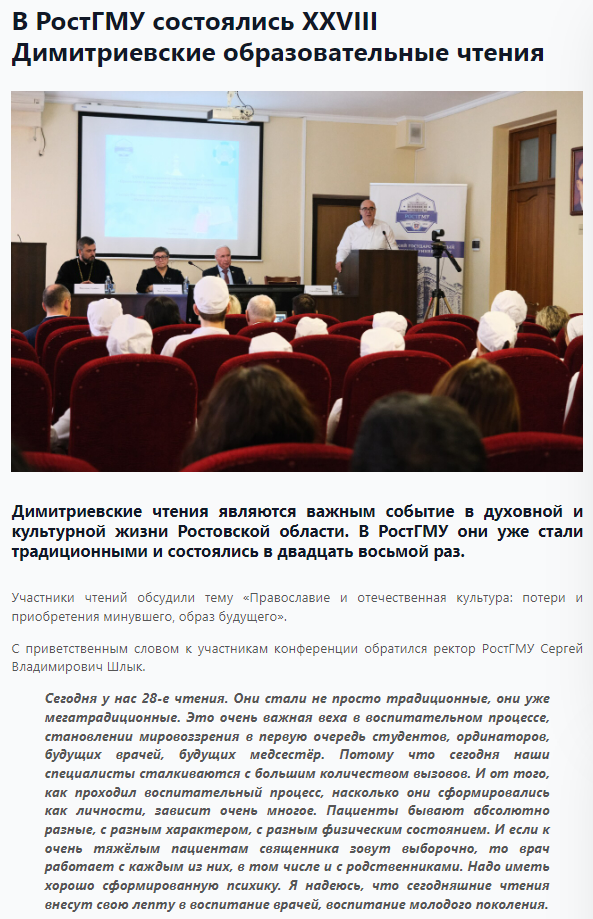 В РостГМУ состоялись XXVIII
Димитриевские образовательные чтения
РОСТГМУ
Димитриевские чтения являются важным событие в духовной и
культурной жизни Ростовской области. В РостГМУ они уже стали
традиционными и состоялись в двадцать восьмой раз.
Участники чтений обсудили тему «Православие и отечественная культура: потери и
приобретения минувшего, образ будущего».
С приветственным словом к участникам конференции обратился ректор РостГМУ Сергей
Владимирович Шлык.
Сегодня у нас 28-е чтения. Они стали не просто традиционные, они уже
мегатрадиционные. Это очень важная веха в воспитательном процессе,
становлении мировоззрения в первую очередь студентов, ординаторов,
будущих врачей, будущих медсестёр. Потому что сегодня наши
специалисты сталкиваются с большим количеством вызовов. И от того,
как проходил воспитательный процесс, насколько они сформировались
как личности, зависит очень многое. Пациенты бывают абсолютно
разные, с разным характером, с разным физическим состоянием. И если к
очень тяжёлым пациентам священника зовут выборочно, то врач
работает с каждым из них, в том числе и с родственниками. Надо иметь
хорошо сформированную психику. Я надеюсь, что сегодняшние чтения
внесут свою лепту в воспитание врачей, воспитание молодого поколения.